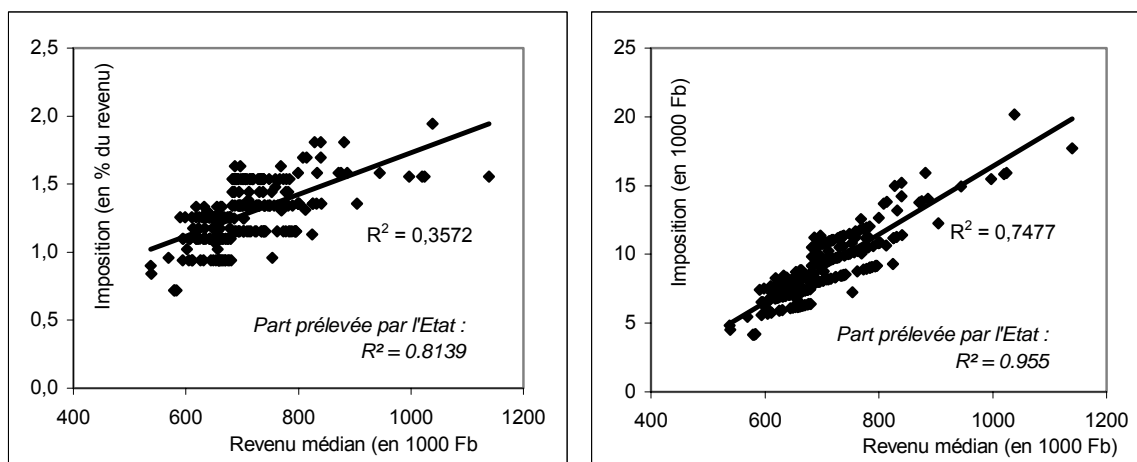 2,5
2,0
1,5
1,0
0,5
0,0
Imposition (en % du revenu)
R² = 0,3572
Part prélevée par l'Etat :
R² = 0.8139
400 600 800 1000 1200
Revenu médian (en 1000 Fb
25
20
15
10
5
0
Imposition (en 1000 Fb)
R² = 0,7477
Part prélevée par l'Etat :
R² = 0.955
400 600 800 1000 1200
Revenu médian (en 1000 Fb)